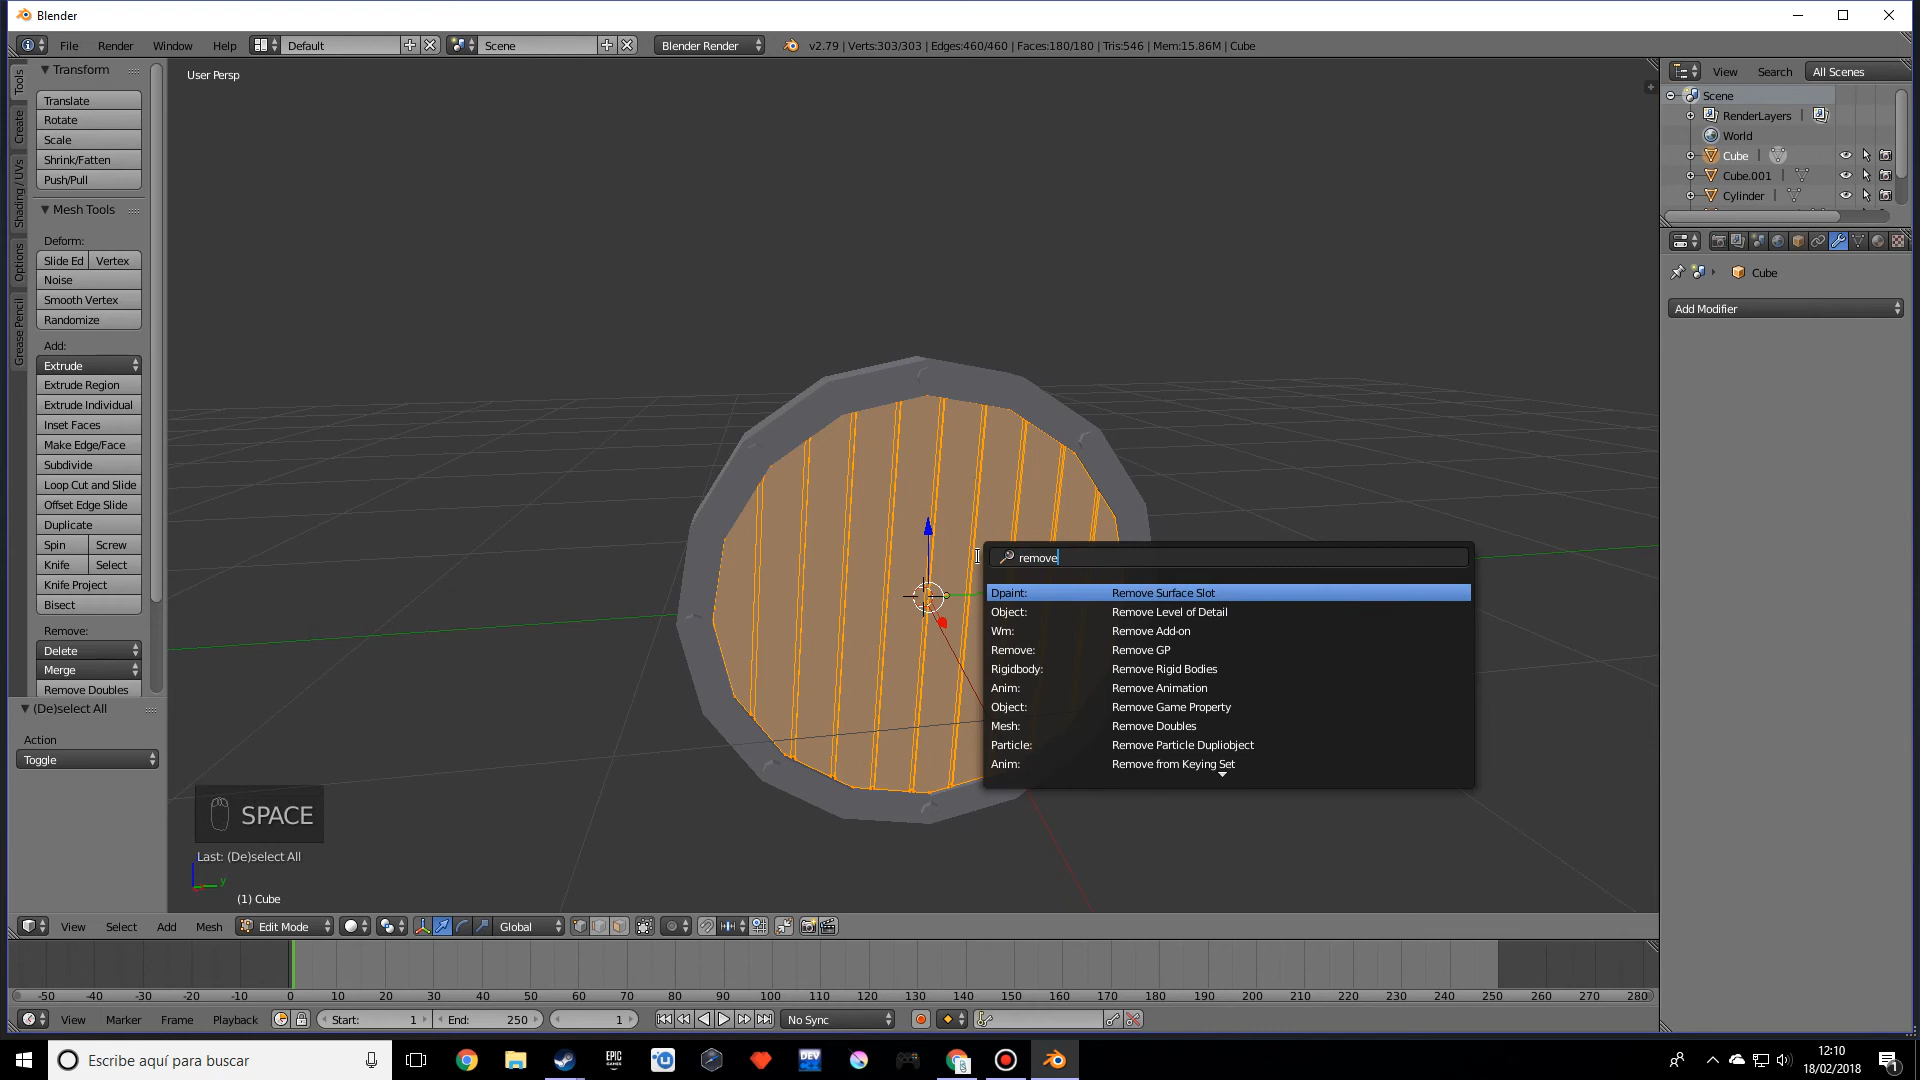 Blender
File Render Window Help Default Scene Blender Render v2.79 | Verts:303/303 | Edges:460/460 | Faces:180/180 | Tris:546 | Mem:15.86M | Cube
Tools
Create
Shading / UVs
Options
Grease Pencil
Transform
Translate
Rotate
Scale
Shrink/Fatten
Push/Pull
Mesh Tools
Deform:
Slide Ed Vertex
Noise
Smooth Vertex
Randomize
Add:
Extrude
Extrude Region
Extrude Individual
Inset Faces
Make Edge/Face
Subdivide
Loop Cut and Slide
Offset Edge Slide
Duplicate
Spin Screw
Knife Select
Knife Project
Bisect
Remove:
Delete
Merge
Remove Doubles
(De)select All
Action
Toggle
User Persp
remove
Dpaint: Remove Surface Slot
Object: Remove Level of Detail
Wm: Remove Add-on
Remove: Remove GP
Rigidbody: Remove Rigid Bodies
Anim: Remove Animation
Object: Remove Game Property
Mesh: Remove Doubles
Particle: Remove Particle Dupliobject
Anim: Remove from Keying Set
SPACE
Last: (De)select All
y
(1) Cube
View Search All Scenes
Scene
RenderLayers |
World
Cube |
Cube.001 |
Cylinder |
Cube
Add Modifier
View Select Add Mesh Edit Mode Global
-50 -40 -30 -20 -10 0 10 20 30 40 50 60 70 80 90 100 110 120 130 140 150 160 170 180 190 200 210 220 230 240 250 260 270 280
View Marker Frame Playback Start: 1 End: 250 1 No Sync
Escribe aquí para buscar
EPIC GAMES
DEV
12:10
18/02/2018
1